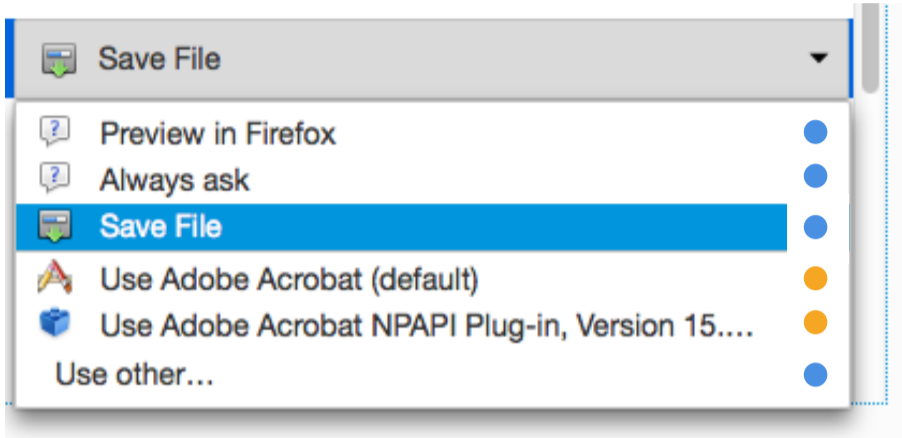 Save File
Preview in Firefox
Always ask
Save File
Use Adobe Acrobat (default)
Use Adobe Acrobat NPAPI Plug-in, Version 15....
Use other...